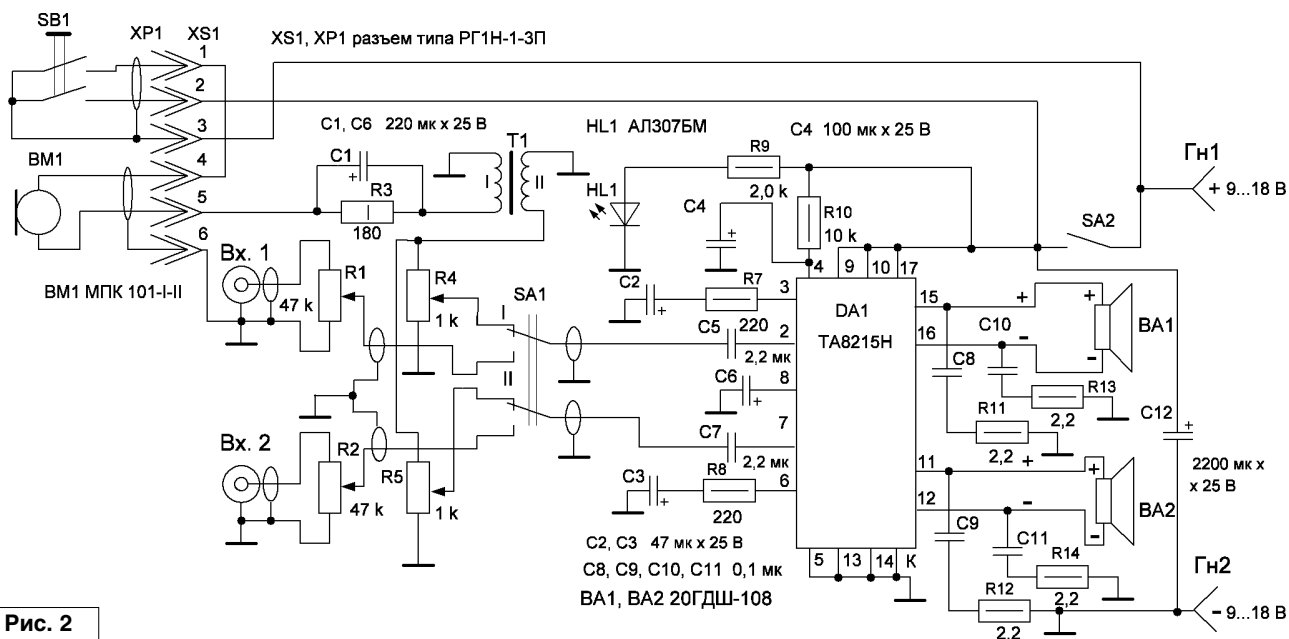 SB1
XP1
XS1
1
XS1, XP1 разъем типа РГ1Н-1-3П
2
3
4
5
6
BM1
BM1 МПК 101-I-II
C1, C6 220 мк x 25 В
C1
+
R3
180
T1
I
II
HL1 АЛ307БМ
HL1
R9
2,0 k
C4 100 мк x 25 В
C4
+
R10
10 k
Гн1
+ 9...18 В
SA2
Вх. 1
47 k
R1
R4
1 k
SA1
I
II
Вх. 2
R2
47 k
R5
1 k
C2
+
R7
220
C5
2,2 мк
C6
+
C7
2,2 мк
C3
+
R8
220
4
9
10
17
3
2
8
7
6
DA1
TA8215H
15
16
11
12
5
13
14
К
+
-
+
-
BA1
C8
C10
R13
2,2
R11
2,2
C12
+
2200 мк x
x 25 В
+
-
+
-
BA2
C9
C11
R14
2,2
R12
2,2
Гн2
- 9...18 В
C2, C3 47 мк x 25 В
C8, C9, C10, C11 0,1 мк
BA1, BA2 20ГДШ-108
Рис. 2